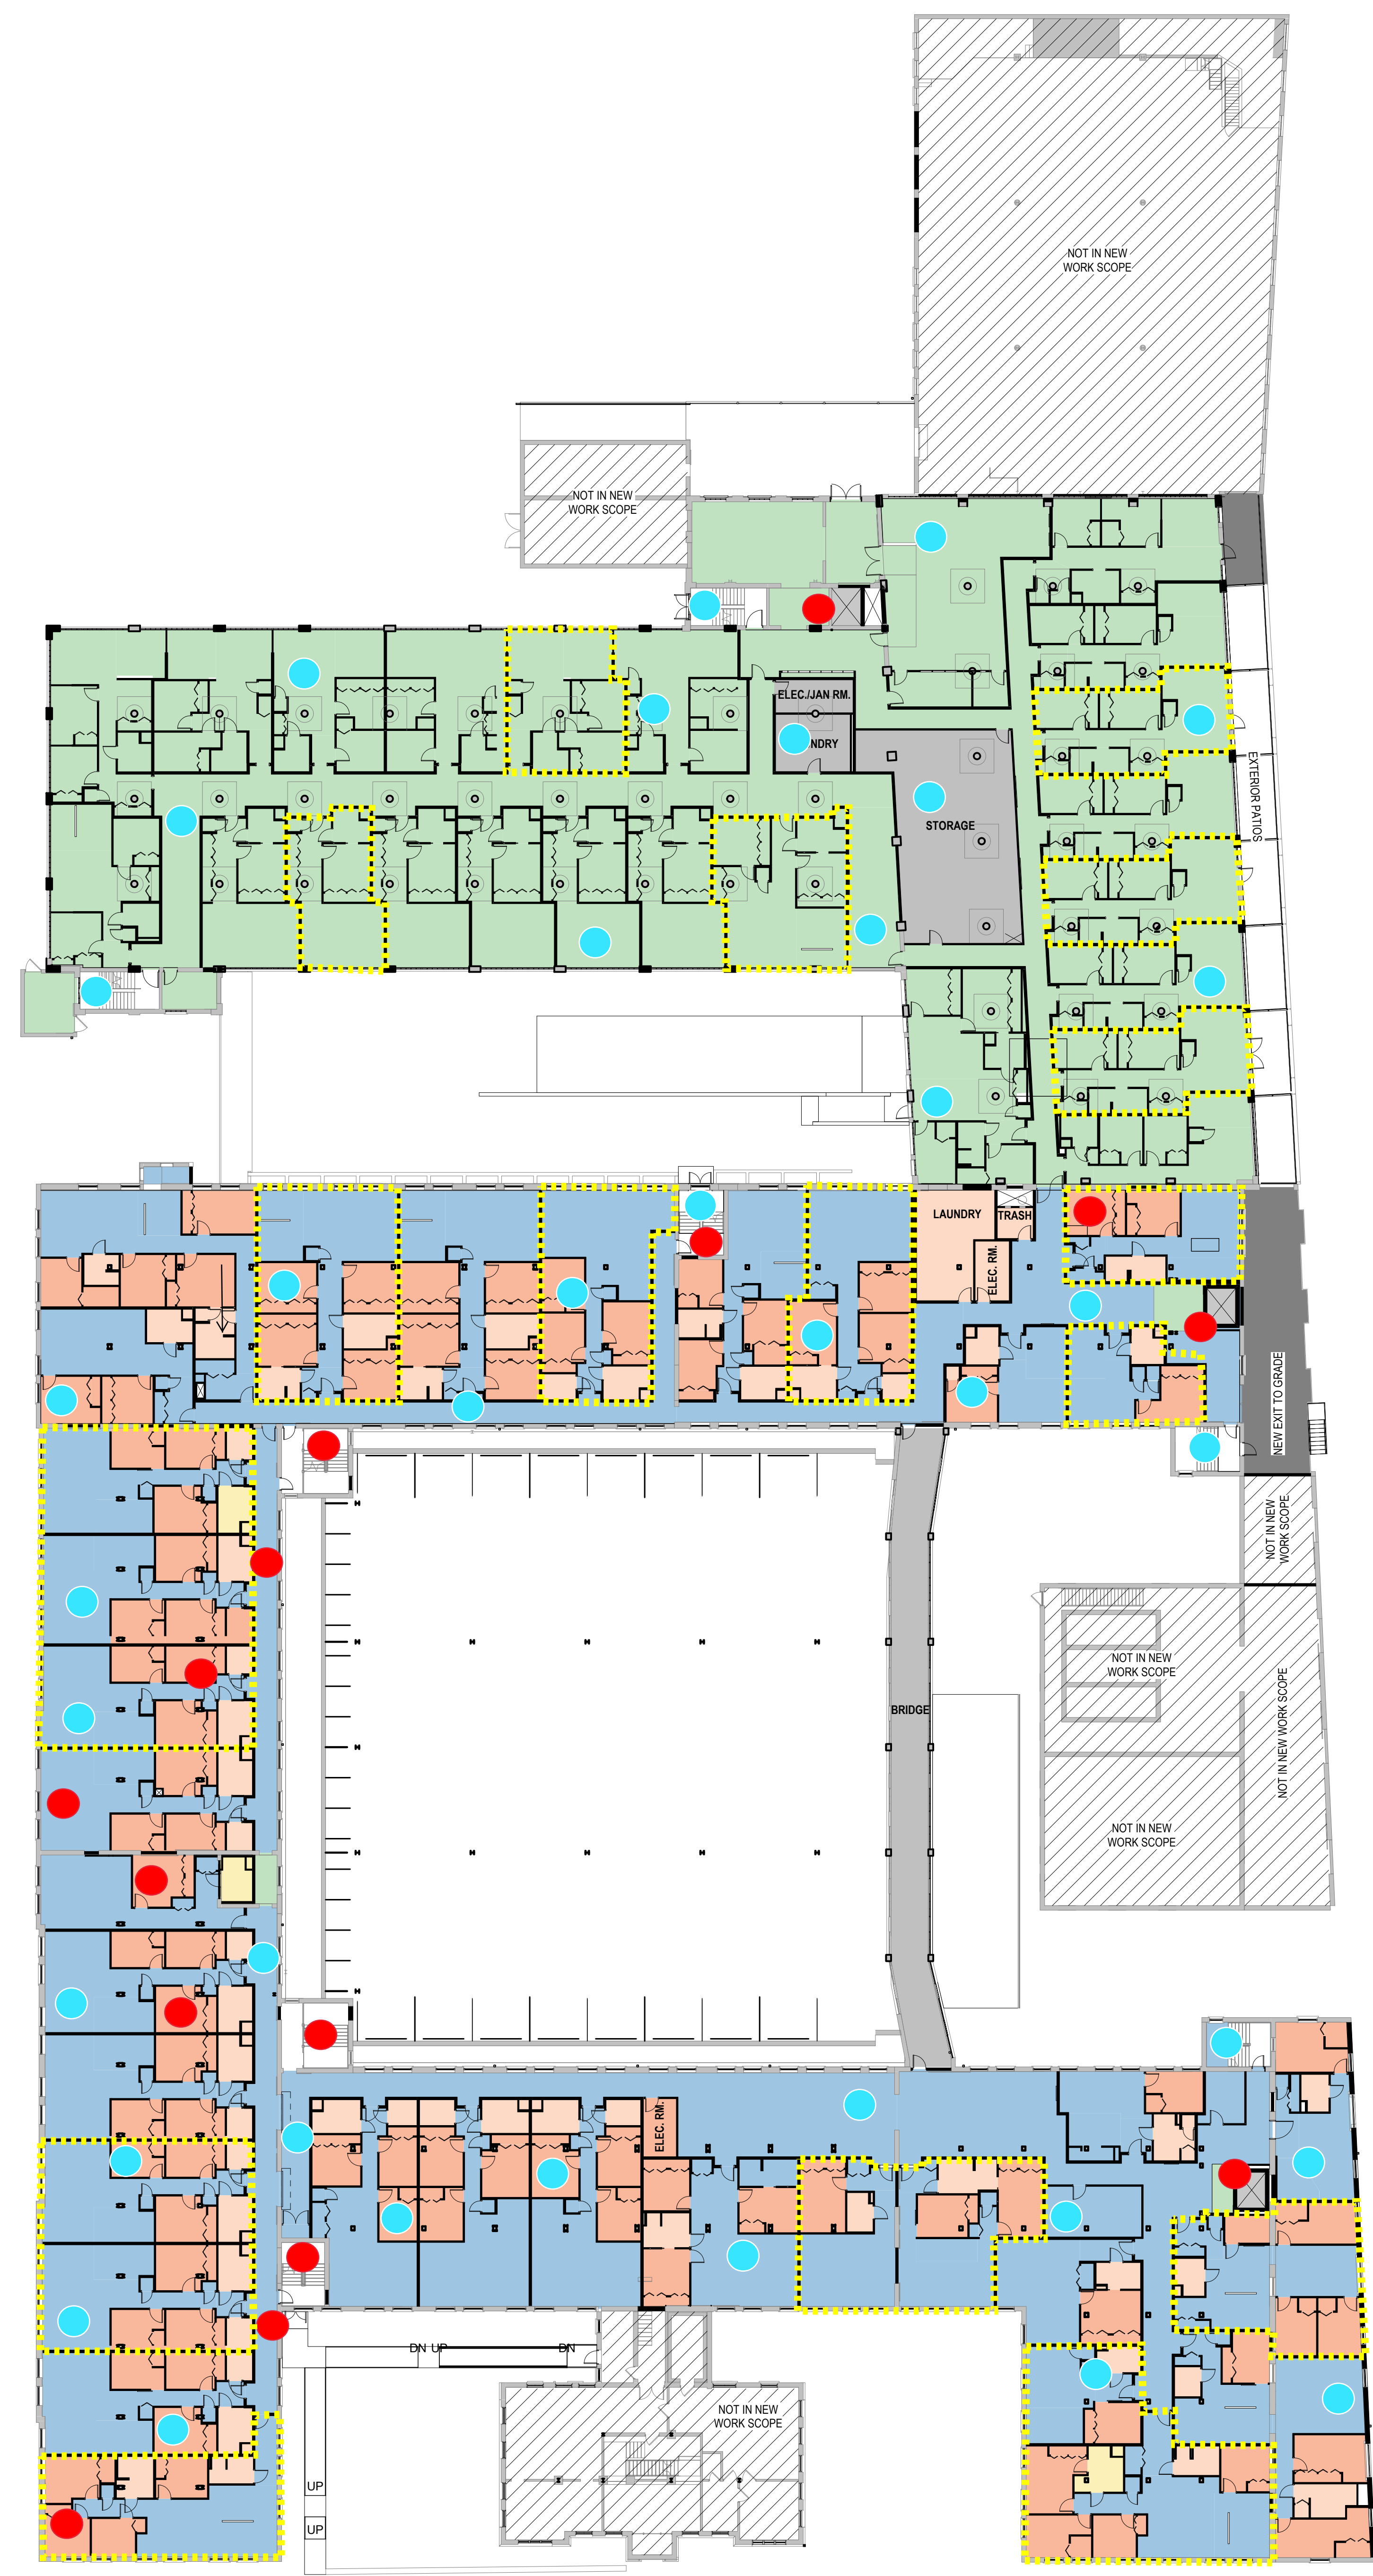 NOT IN NEW
WORK SCOPE
NOT IN NEW
WORK SCOPE
ELEC./JAN RM.
NDRY
STORAGE
EXTERIOR PATIOS
LAUNDRY
TRASH
ELEC. RM.
NEW EXIT TO GRADE
NOT IN NEW
WORK SCOPE
NOT IN NEW
WORK SCOPE
NOT IN NEW WORK SCOPE
BRIDGE
NOT IN NEW
WORK SCOPE
ELEC. RM.
DN UP
DN
NOT IN NEW
WORK SCOPE
UP
UP